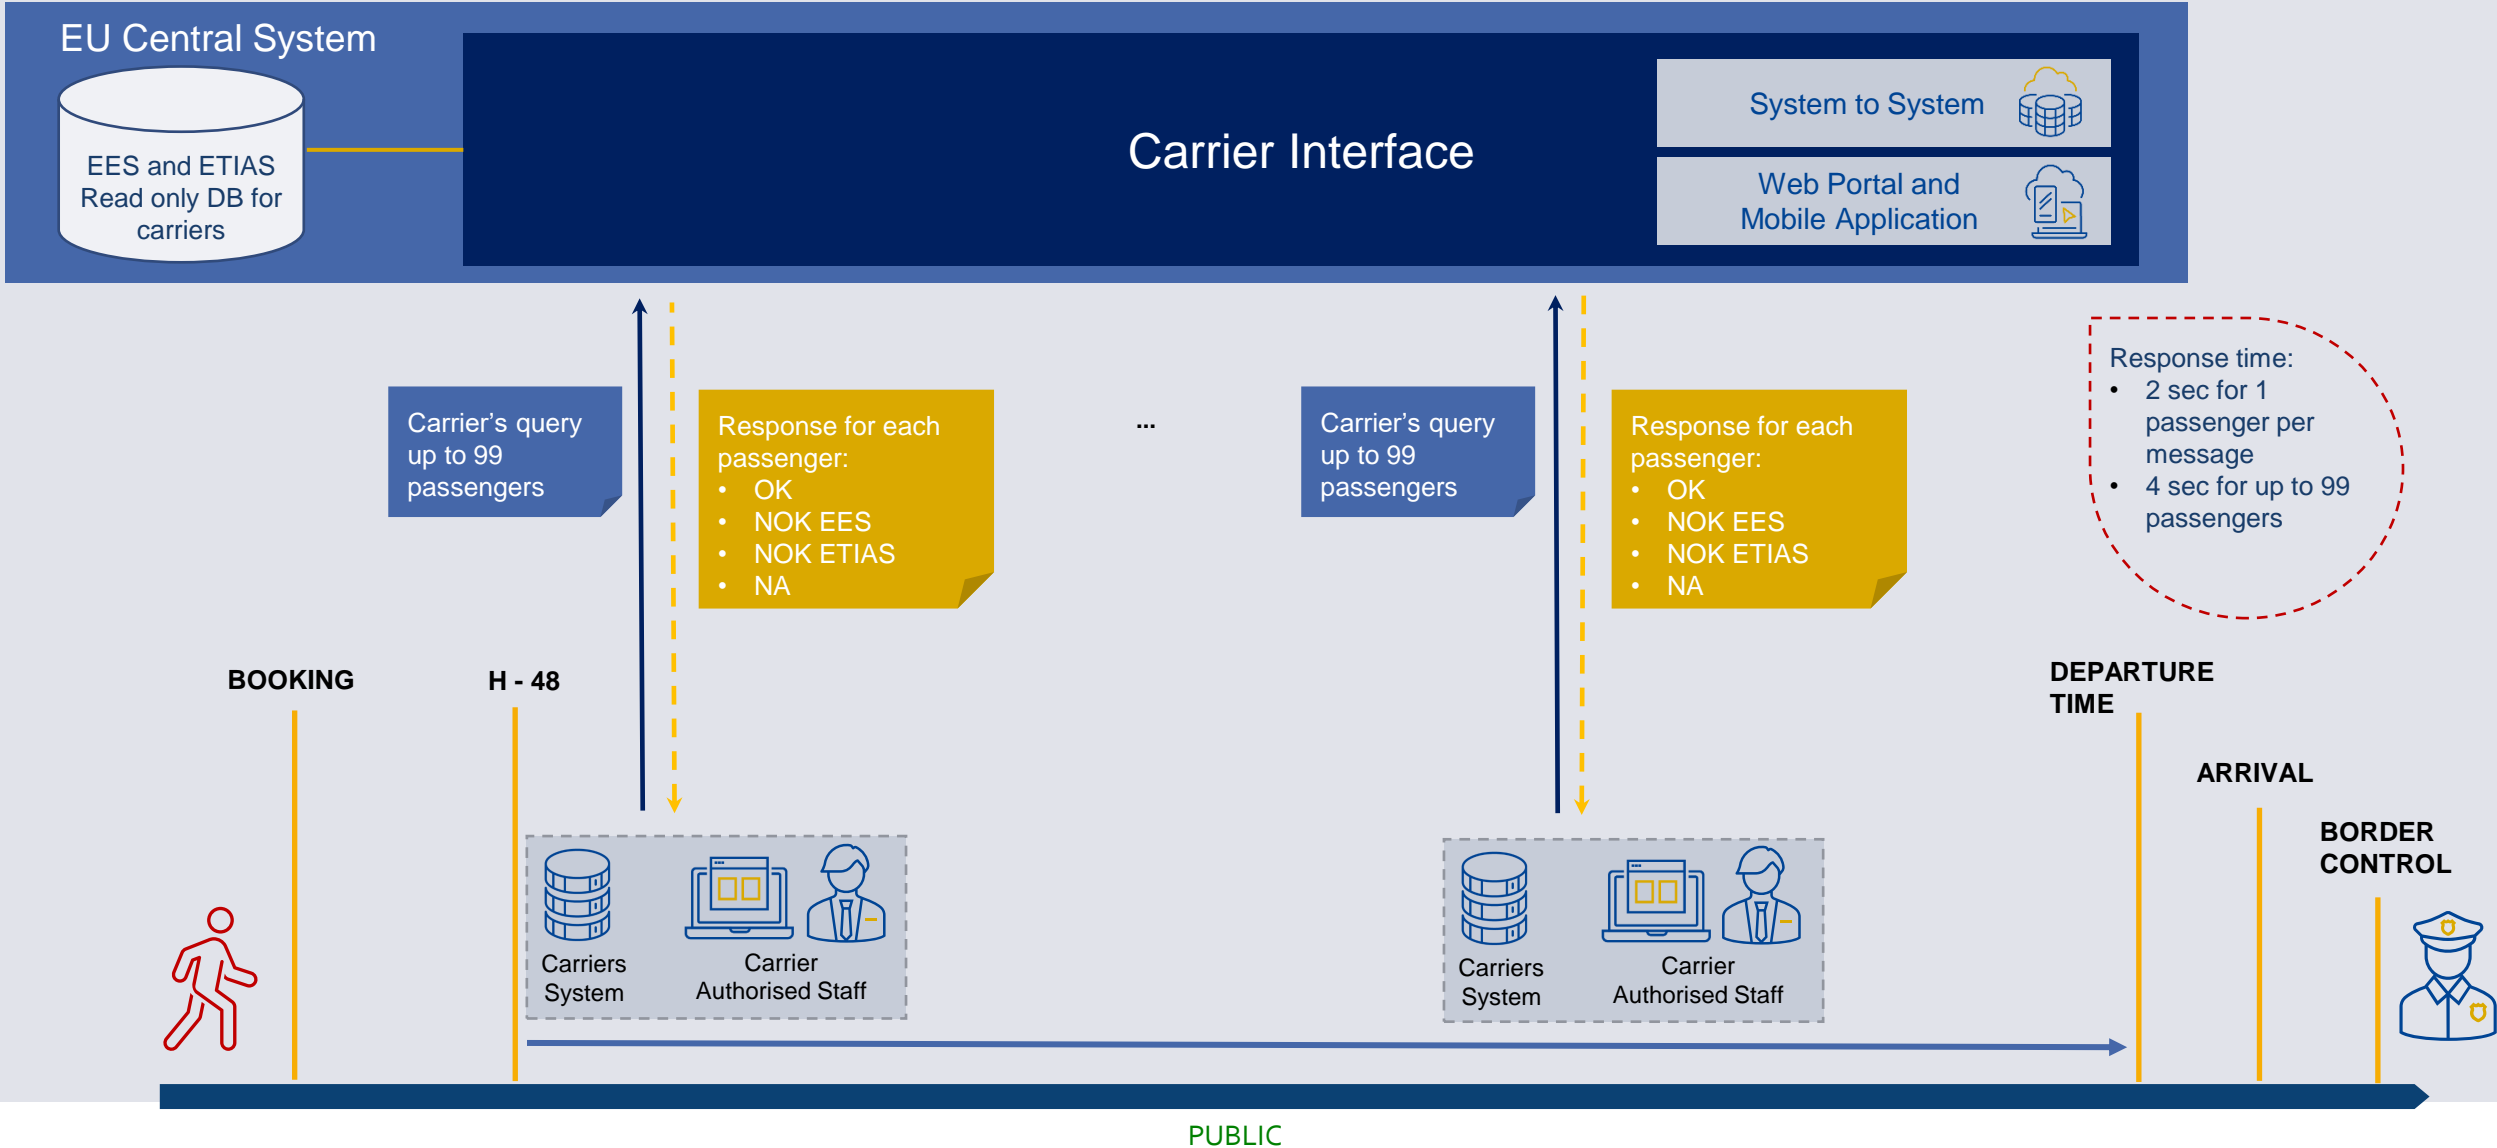 EU Central System
EES and ETIAS
Read only DB for
carriers
Carrier Interface
System to System
Web Portal and
Mobile Application
Carrier’s query
up to 99
passengers
Response for each
passenger:
• OK
• NOK EES
• NOK ETIAS
• NA
...
Carrier’s query
up to 99
passengers
Response for each
passenger:
• OK
• NOK EES
• NOK ETIAS
• NA
Response time:
• 2 sec for 1
passenger per
message
• 4 sec for up to 99
passengers
BOOKING
H - 48
DEPARTURE
TIME
ARRIVAL
BORDER
CONTROL
Carriers
System
Carrier
Authorised Staff
Carriers
System
Carrier
Authorised Staff
PUBLIC